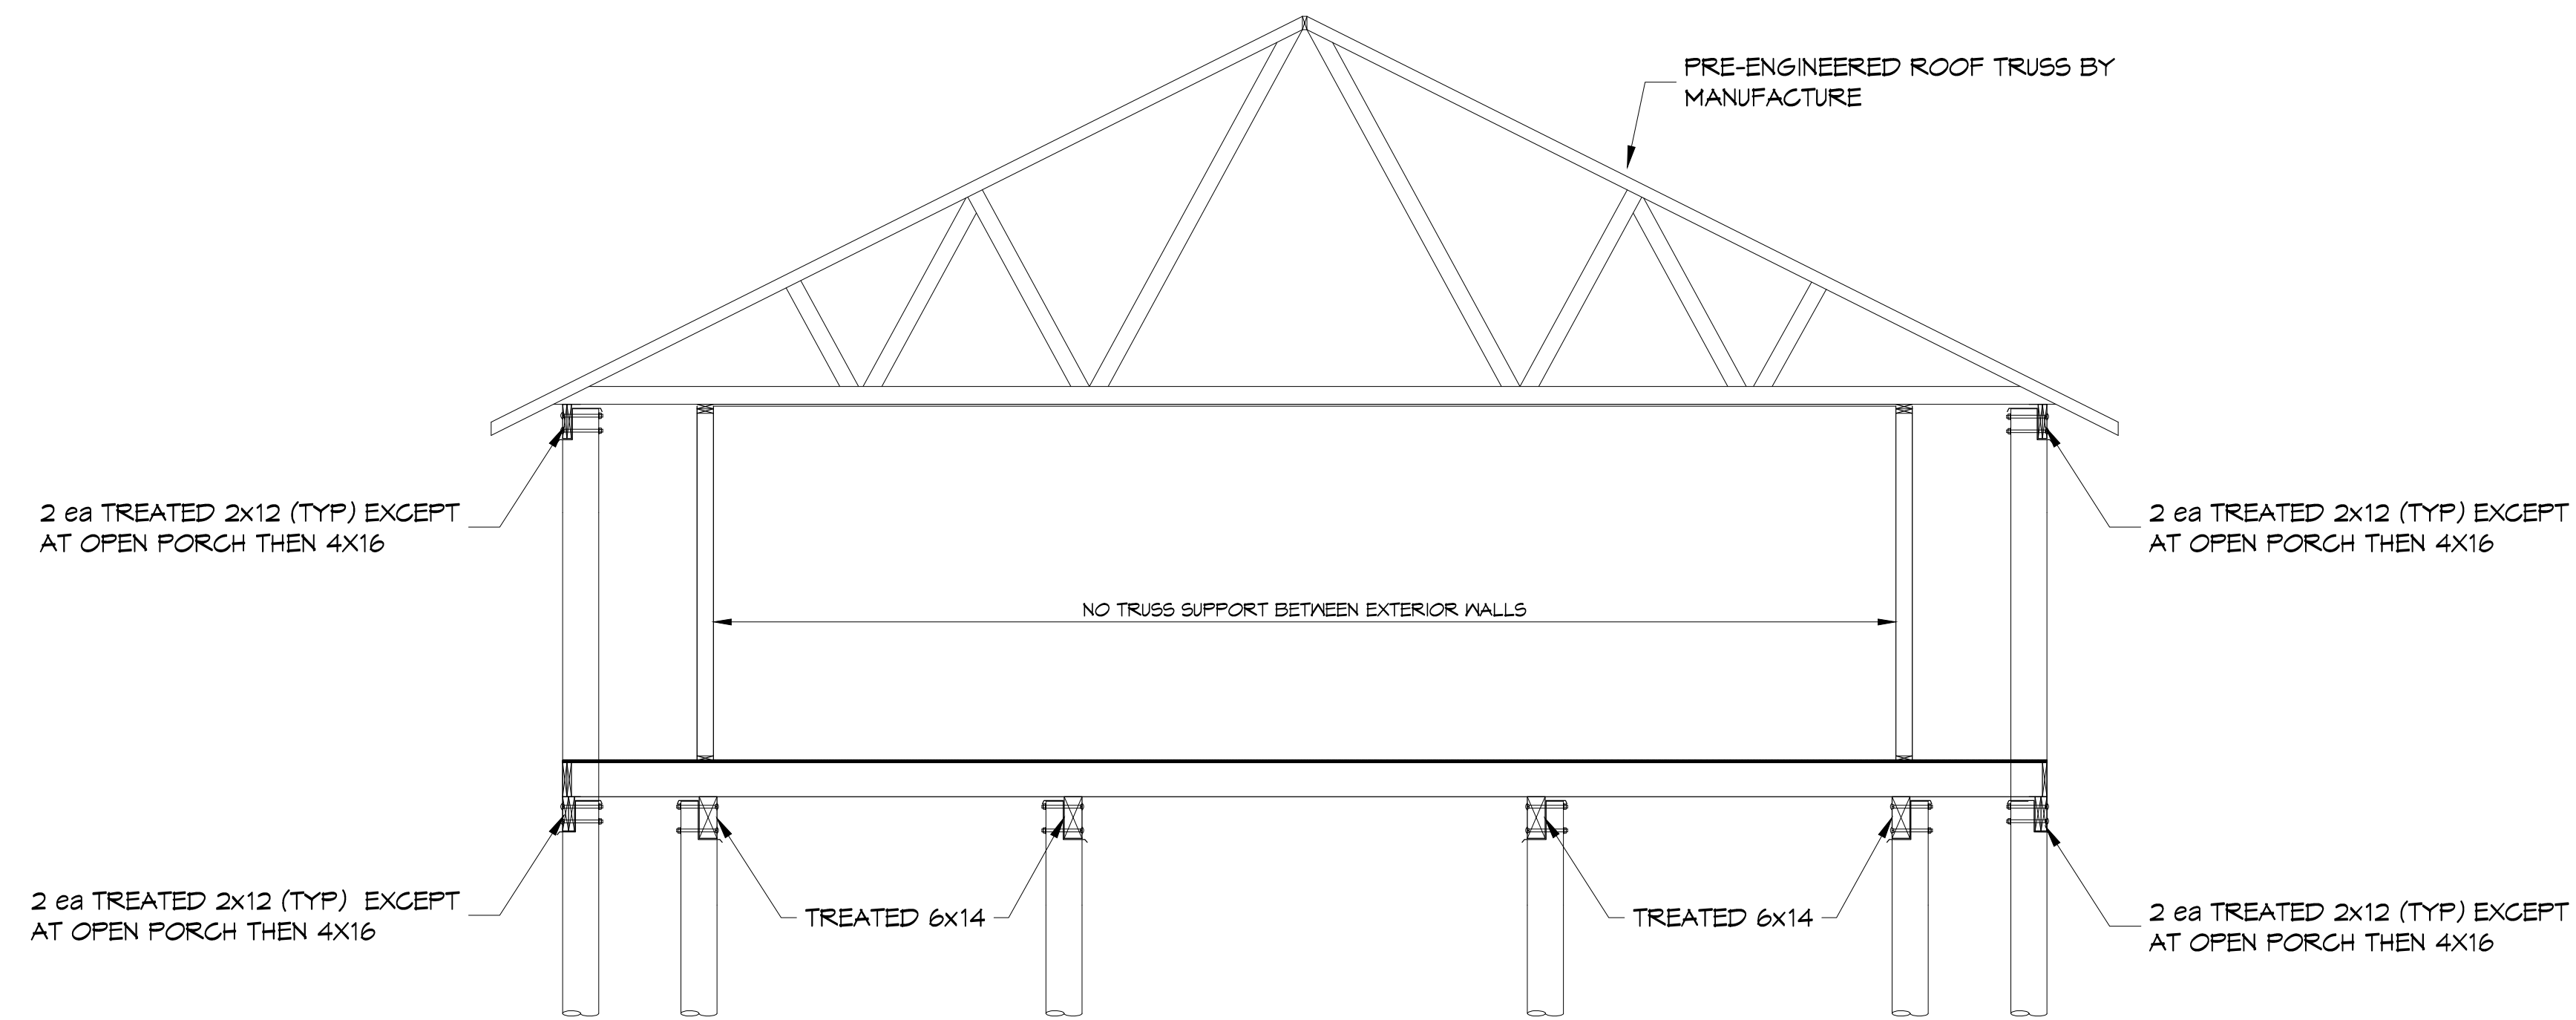 PRE-ENGINEERED ROOF TRUSS BY
MANUFACTURE
2 ea TREATED 2x12 (TYP) EXCEPT
AT OPEN PORCH THEN 4X16
2 ea TREATED 2x12 (TYP) EXCEPT
AT OPEN PORCH THEN 4X16
NO TRUSS SUPPORT BETWEEN EXTERIOR WALLS
2 ea TREATED 2x12 (TYP) EXCEPT
AT OPEN PORCH THEN 4X16
TREATED 6x14
TREATED 6x14
2 ea TREATED 2x12 (TYP) EXCEPT
AT OPEN PORCH THEN 4X16